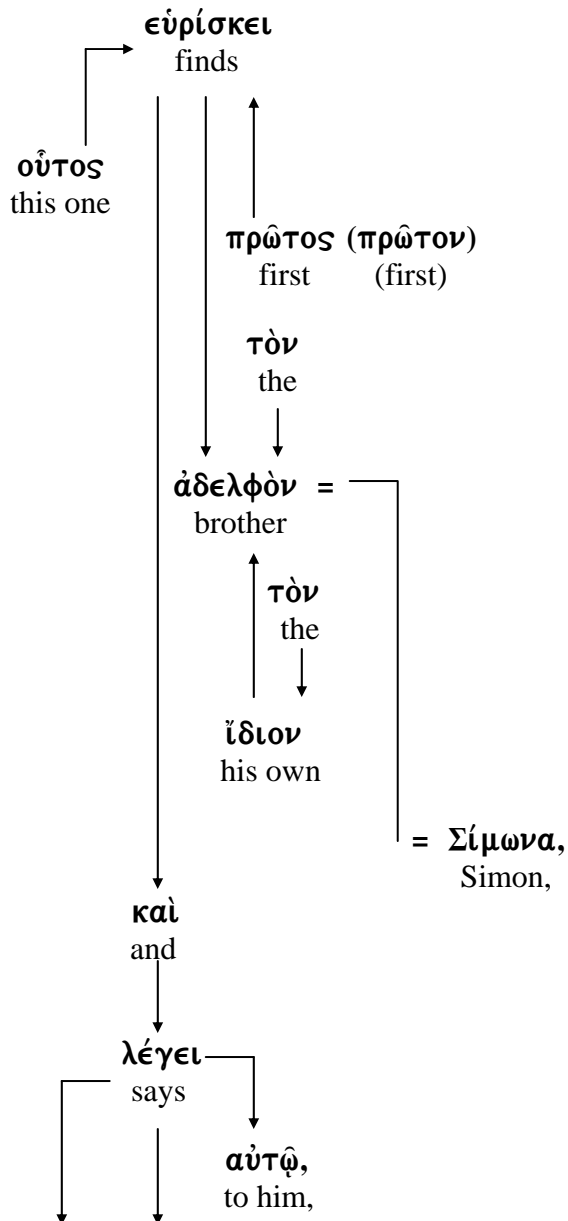 εὑρίσκει
finds
οὗτος
this one
πρῶτος (πρῶτον)
first (first)
τὸν
the
ἀδελφὸν =
brother
τὸν
the
ἴδιον
his own
= Σίμωνα,
Simon,
καὶ
and
λέγει
says
αὐτῷ,
to him,